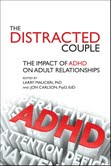 THE
DISTRACTED
COUPLE
THE IMPACT OF ADHD
ON ADULT RELATIONSHIPS
EDITED BY
LARRY MAUCIERI, PhD
AND JON CARLSON, PsyD, EdD
ADHD